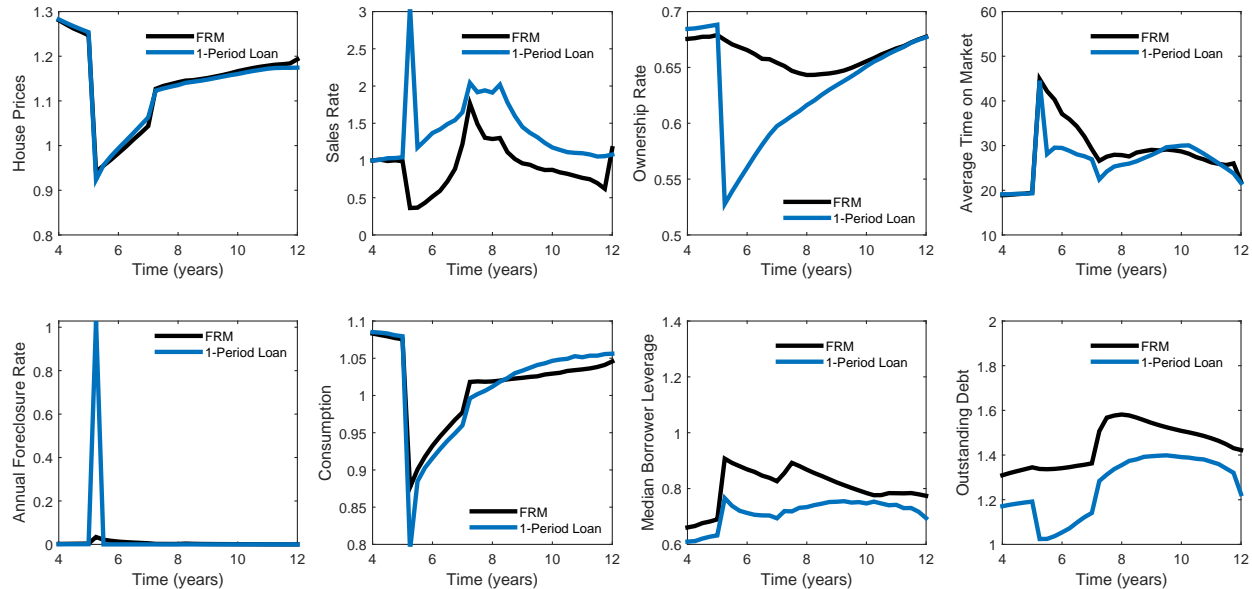 House Prices
1.3
1.2
1.1
1
0.9
0.8
4 6 8 10 12
Time (years)
FRM
1-Period Loan
Sales Rate
3
2.5
2
1.5
1
0.5
0
4 6 8 10 12
Time (years)
FRM
1-Period Loan
Ownership Rate
0.7
0.65
0.6
0.55
0.5
4 6 8 10 12
Time (years)
FRM
1-Period Loan
Average Time on Market
60
50
40
30
20
10
4 6 8 10 12
Time (years)
FRM
1-Period Loan
Annual Foreclosure Rate
1
0.8
0.6
0.4
0.2
0
4 6 8 10 12
Time (years)
FRM
1-Period Loan
Consumption
1.1
1.05
1
0.95
0.9
0.85
0.8
4 6 8 10 12
Time (years)
FRM
1-Period Loan
Median Borrower Leverage
1.4
1.2
1
0.8
0.6
4 6 8 10 12
Time (years)
FRM
1-Period Loan
Outstanding Debt
2
1.8
1.6
1.4
1.2
1
4 6 8 10 12
Time (years)
FRM
1-Period Loan